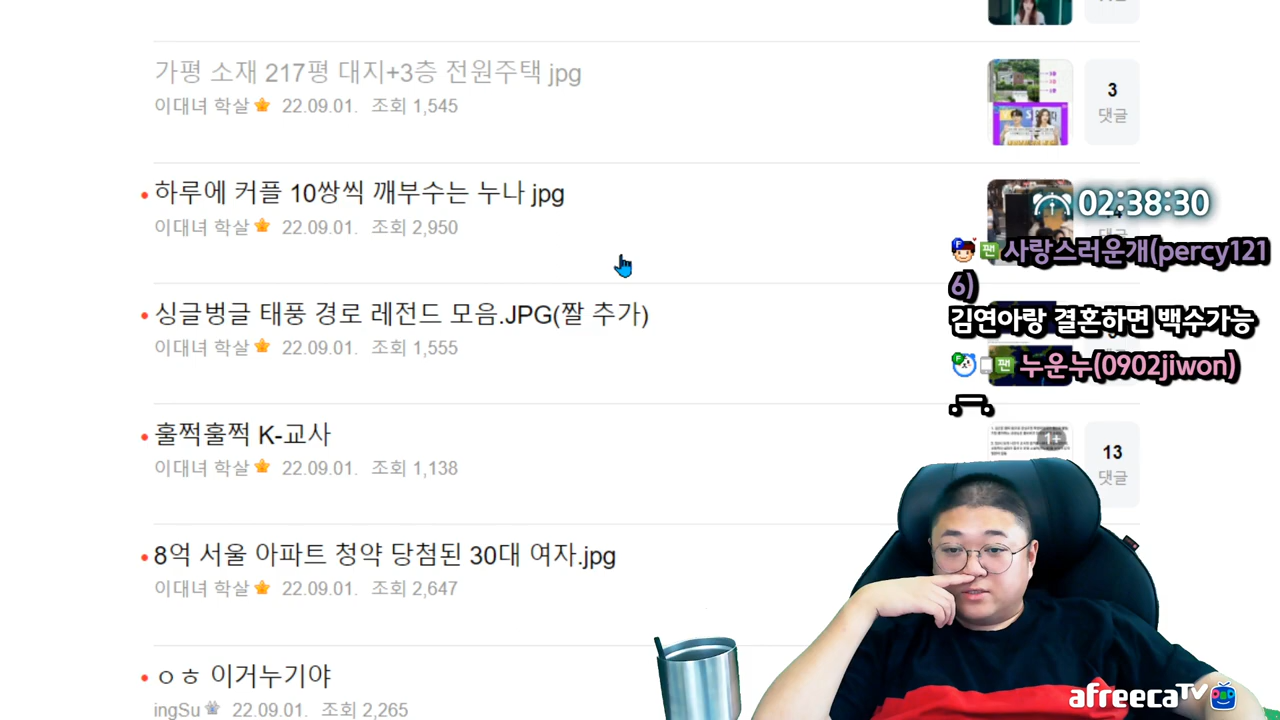 가평 소재 217평 대지+3층 전원주택 jpg
이대녀 학살 22.09.01. 조회 1,545
3
댓글
하루에 커플 10쌍씩 깨부수는 누나 jpg
이대녀 학살 22.09.01. 조회 2,950
02:38:30
사랑스러운개(percy121
6)
김연아랑 결혼하면 백수가능
싱글벙글 태풍 경로 레전드 모음.JPG(짤 추가)
이대녀 학살 22.09.01. 조회 1,555
누운누(0902jiwon)
훌쩍훌쩍 K-교사
이대녀 학살 22.09.01. 조회 1,138
1+
13
댓글
8억 서울 아파트 청약 당첨된 30대 여자.jpg
이대녀 학살 22.09.01. 조회 2,647
ㅇㅎ 이거누기야
ingSu 22.09.01. 조회 2,265
afreecaTV